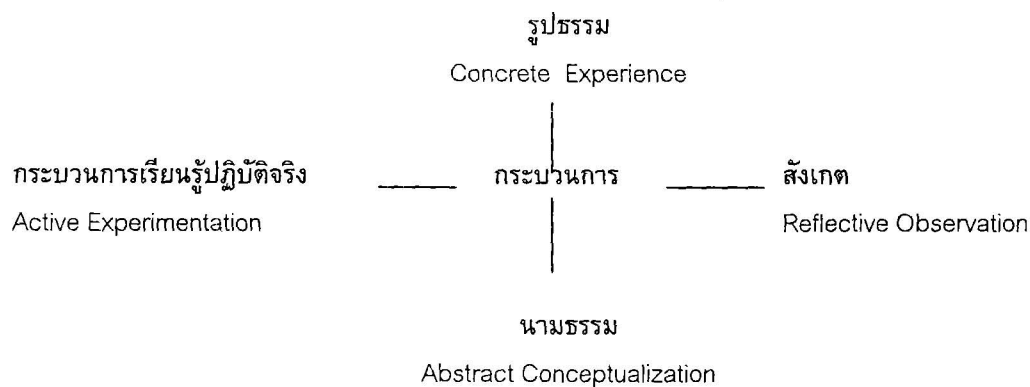 รูปธรรม
Concrete Experience
กระบวนการเรียนรู้ปฏิบัติจริง กระบวนการ สังเกต
Active Experimentation Reflective Observation
นามธรรม
Abstract Conceptualization